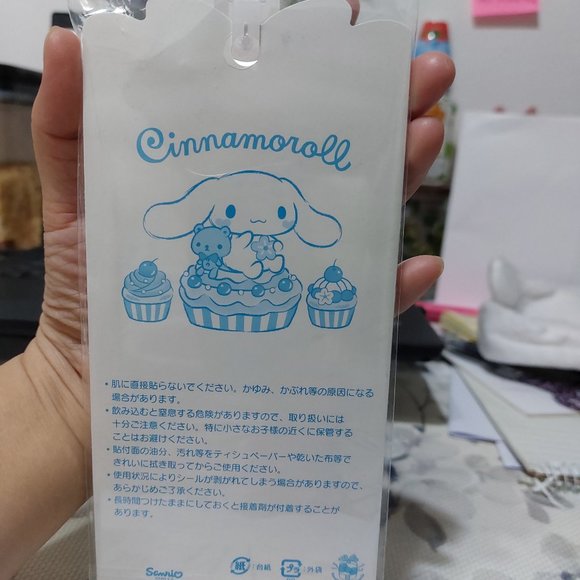 Cinnamoroll
•肌に直接貼らないでください。かゆみ、かぶれ等の原因になる
場合があります。
•飲み込むと窒息する危険がありますので、取り扱いには
十分ご注意ください。特に小さなお子様の近くに保管する
ことはお避けください。
•貼付面の油分、汚れ等をティシュペーパーや乾いた布等で
きれいに拭き取ってからご使用ください。
•使用状況によりシールが剥がれてしまう場合がありますので、
あらかじめご了承ください。
•長時間つけたままにしておくと接着剤が付着することが
あります。
Sanrio 紙:台紙 プラ:外袋